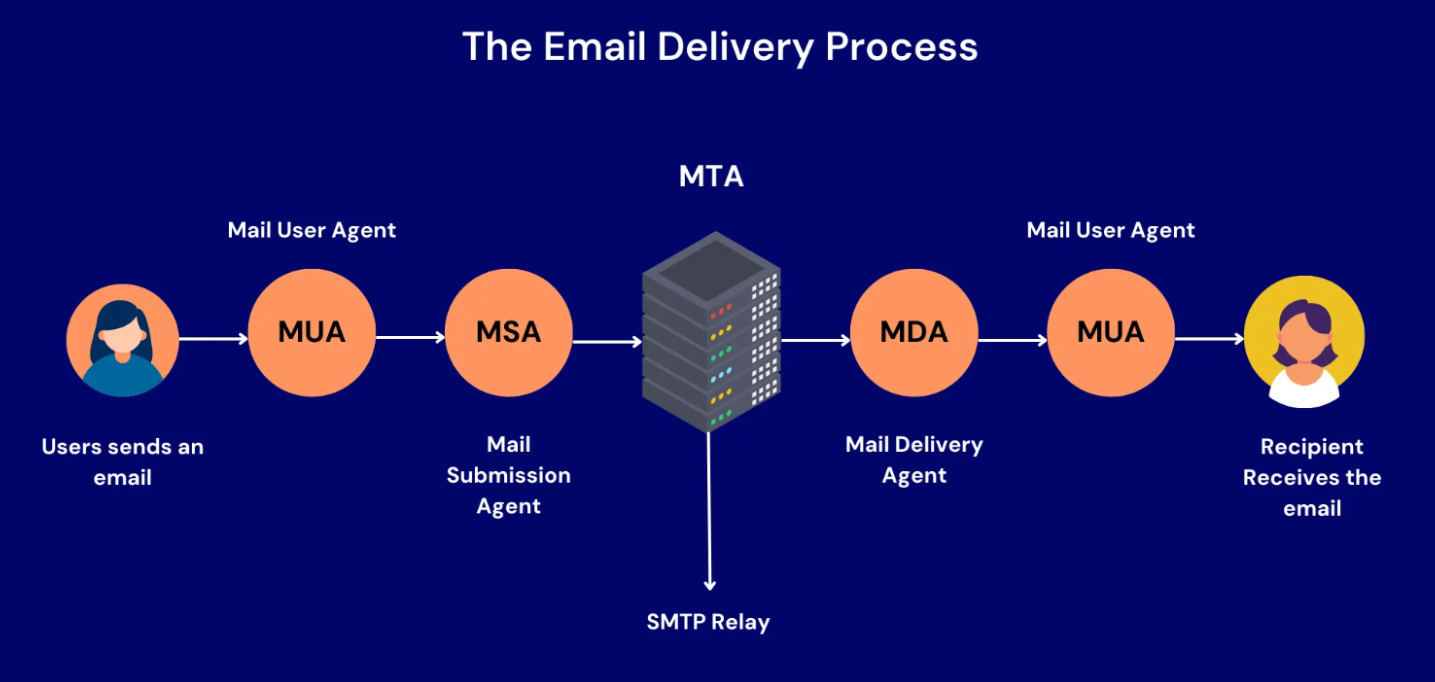 The Email Delivery Process
MTA
Mail User Agent
Mail User Agent
MUA
MSA
MDA
MUA
Users sends an
email
Mail
Submission
Agent
Mail Delivery
Agent
Recipient
Receives the
email
SMTP Relay